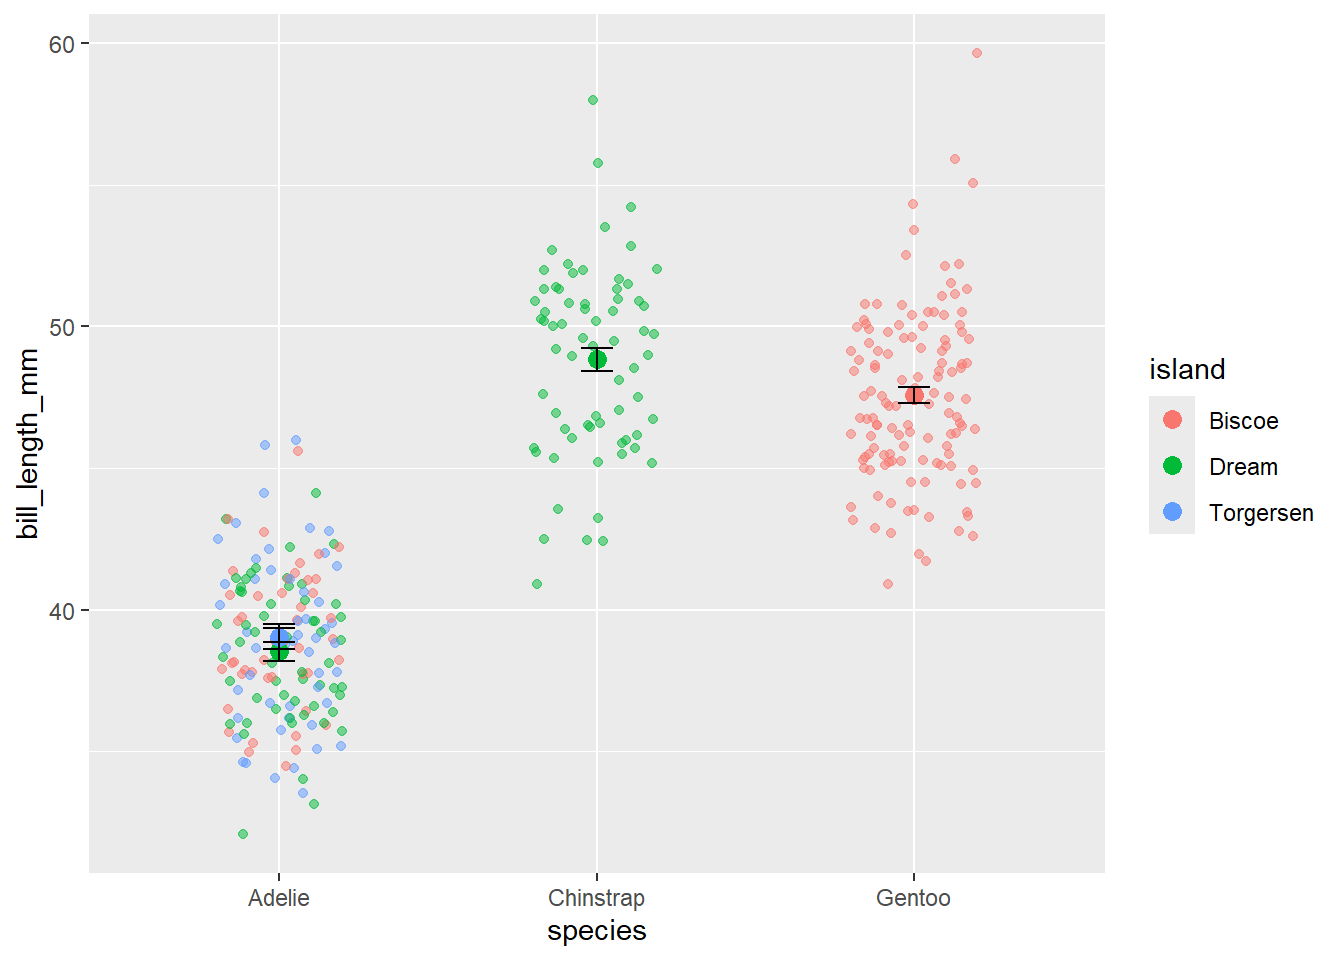 60
50
40
bill_length_mm
Adelie
Chinstrap
Gentoo
species
island
Biscoe
Dream
Torgersen